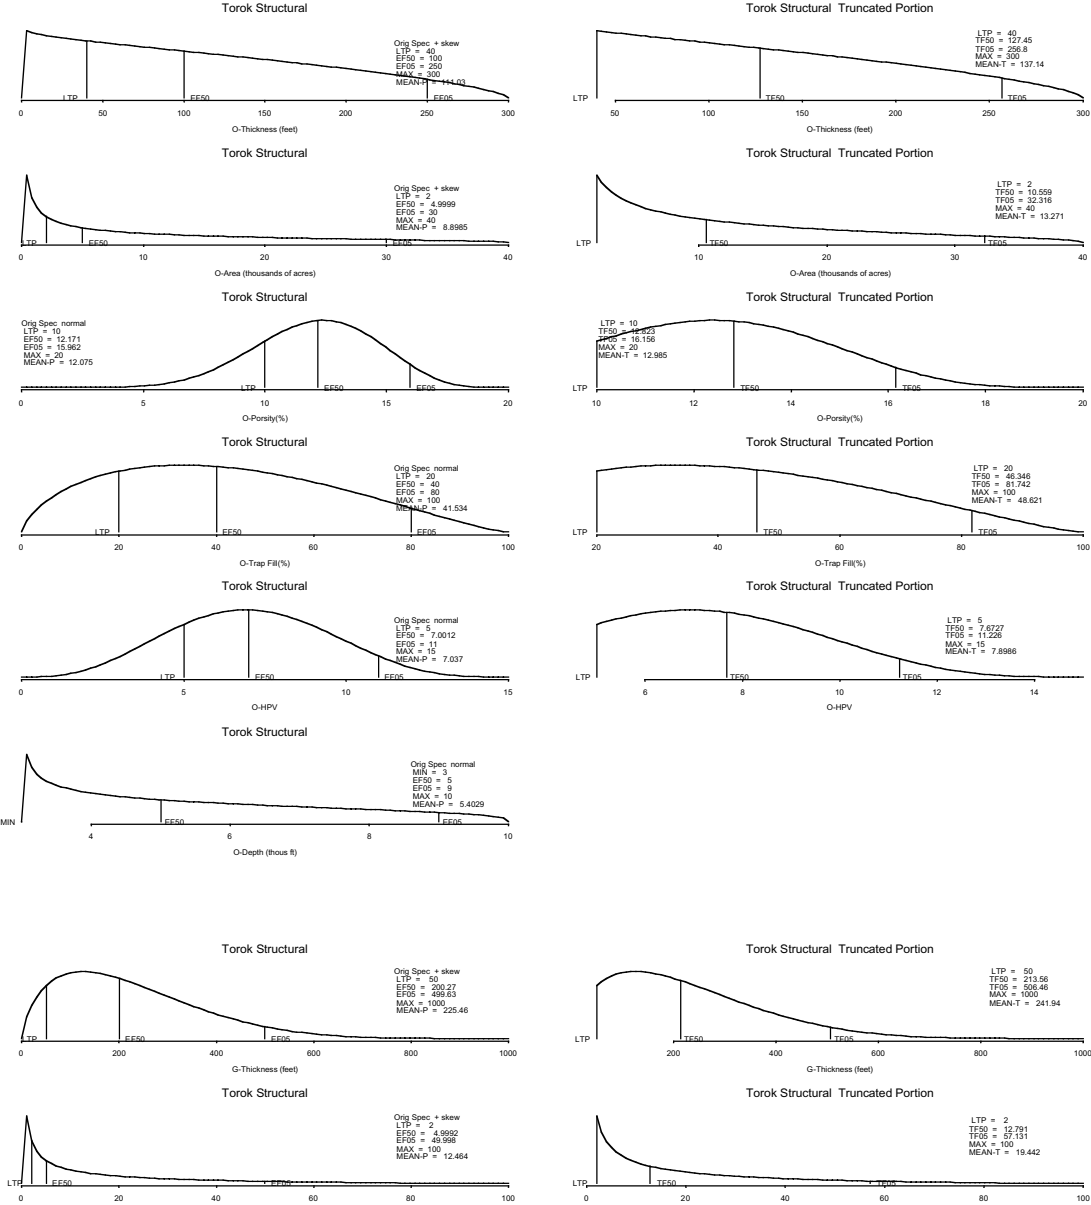 Torok Structural
Orig Spec + skew
LTP = 40
EF50 = 100
EF05 = 250
MAX = 300
MEAN-P = 111.03
LTP EF50 EF05
0 50 100 150 200 250 300
O-Thickness (feet)
Torok Structural Truncated Portion
LTP = 40
TF50 = 127.45
TF05 = 256.8
MAX = 300
MEAN-T = 137.14
LTP TF50 TF05
50 100 150 200 250 300
O-Thickness (feet)
Torok Structural
Orig Spec + skew
LTP = 2
EF50 = 4.9999
EF05 = 30
MAX = 40
MEAN-P = 8.8985
LTP EF50 EF05
0 10 20 30 40
O-Area (thousands of acres)
Torok Structural Truncated Portion
LTP = 2
TF50 = 10.559
TF05 = 32.316
MAX = 40
MEAN-T = 13.271
LTP TF50 TF05
10 20 30 40
O-Area (thousands of acres)
Torok Structural
Orig Spec normal
LTP = 10
EF50 = 12.171
EF05 = 15.962
MAX = 20
MEAN-P = 12.075
LTP EF50 EF05
0 5 10 15 20
O-Porsity(%)
Torok Structural Truncated Portion
LTP = 10
TF50 = 12.823
TF05 = 16.156
MAX = 20
MEAN-T = 12.985
LTP TF50 TF05
10 12 14 16 18 20
O-Porsity(%)
Torok Structural
Orig Spec normal
LTP = 20
EF50 = 40
EF05 = 80
MAX = 100
MEAN-P = 41.534
LTP EF50 EF05
0 20 40 60 80 100
O-Trap Fill(%)
Torok Structural Truncated Portion
LTP = 20
TF50 = 46.346
TF05 = 81.742
MAX = 100
MEAN-T = 48.621
LTP TF50 TF05
20 40 60 80 100
O-Trap Fill(%)
Torok Structural
Orig Spec normal
LTP = 5
EF50 = 7.0012
EF05 = 11
MAX = 15
MEAN-P = 7.037
LTP EF50 EF05
0 5 10 15
O-HPV
Torok Structural Truncated Portion
LTP = 5
TF50 = 7.6727
TF05 = 11.226
MAX = 15
MEAN-T = 7.8986
LTP TF50 TF05
6 8 10 12 14
O-HPV
Torok Structural
Orig Spec normal
MIN = 3
EF50 = 5
EF05 = 9
MAX = 10
MEAN-P = 5.4029
MIN EF50 EF05
4 6 8 10
O-Depth (thous ft)
Torok Structural
Orig Spec + skew
LTP = 50
EF50 = 200.27
EF05 = 499.63
MAX = 1000
MEAN-P = 225.46
LTP EF50 EF05
0 200 400 600 800 1000
G-Thickness (feet)
Torok Structural Truncated Portion
LTP = 50
TF50 = 213.56
TF05 = 506.46
MAX = 1000
MEAN-T = 241.94
LTP TF50 TF05
200 400 600 800 1000
G-Thickness (feet)
Torok Structural
Orig Spec + skew
LTP = 2
EF50 = 4.9992
EF05 = 49.998
MAX = 100
MEAN-P = 12.464
LTP EF50 EF05
0 20 40 60 80 100
Torok Structural Truncated Portion
LTP = 2
TF50 = 12.791
TF05 = 57.131
MAX = 100
MEAN-T = 19.442
LTP TF50 TF05
0 20 40 60 80 100